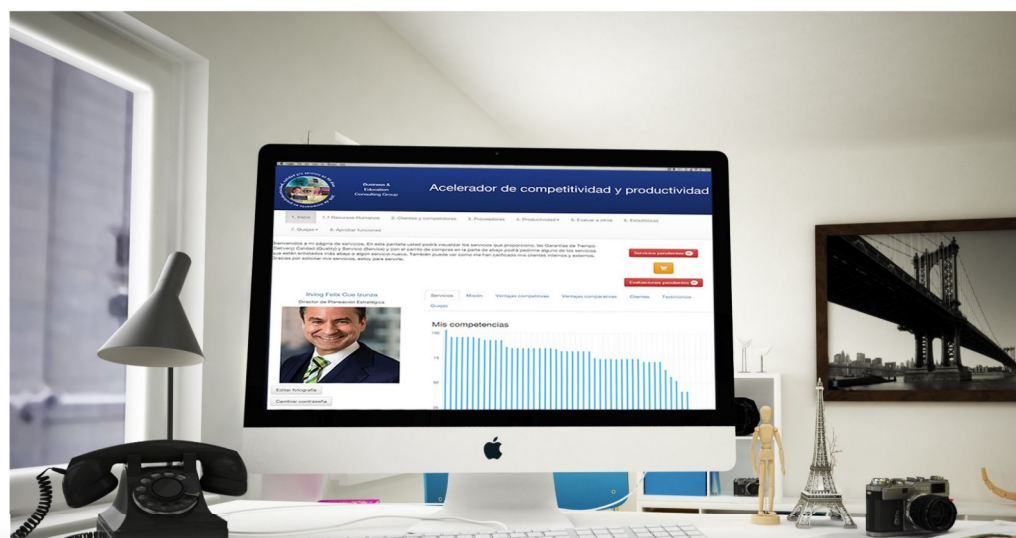 Business &
Education
Consulting Group
Acelerador de competitividad y productividad
1. Inicio 1.1 Recursos Humanos 2. Clientes y competidores 3. Proveedores 3. Productividad 5. Evaluar a otros 6. Estadísticas
7. Quejas 8. Aprobar funciones
Bienvenidos a mi página de servicios. En esta pantalla usted podrá visualizar los servicios que proporciono, las Garantías de Tiempo
(Delivery) Calidad (Quality) y Servicio (Service) y con el carrito de compras en la parte de abajo podrá pedirme alguno de los servicios
que están enlistados más abajo o algún servicio nuevo. También puede ver como me han calificado mis clientes internos y externos.
Gracias por solicitar mis servicios, estoy para servirle.
Servicios pendientes
Evaluaciones pendientes
Irving Felix Cue Izunza
Director de Planeación Estratégica
Servicios Misión Ventajas competitivas Ventajas comparativas Clientes Testimonios
Quejas
Mis competencias
100
Editar fotografía
Cambiar contraseña